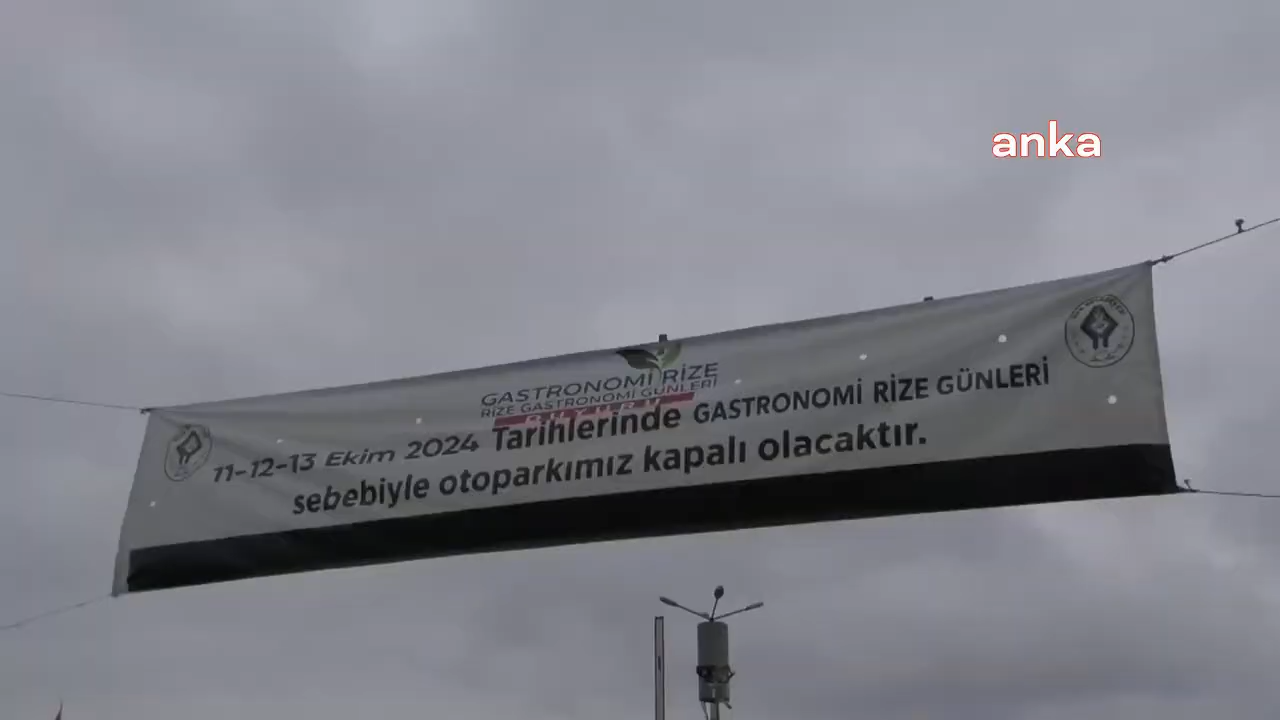 anka
GASTRONOMİ RİZE
RİZE GASTRONOMİ GÜNLERİ
DUYURU
11-12-13 Ekim 2024 Tarihlerinde GASTRONOMİ RİZE GÜNLERİ
sebebiyle otoparkımız kapalı olacaktır.